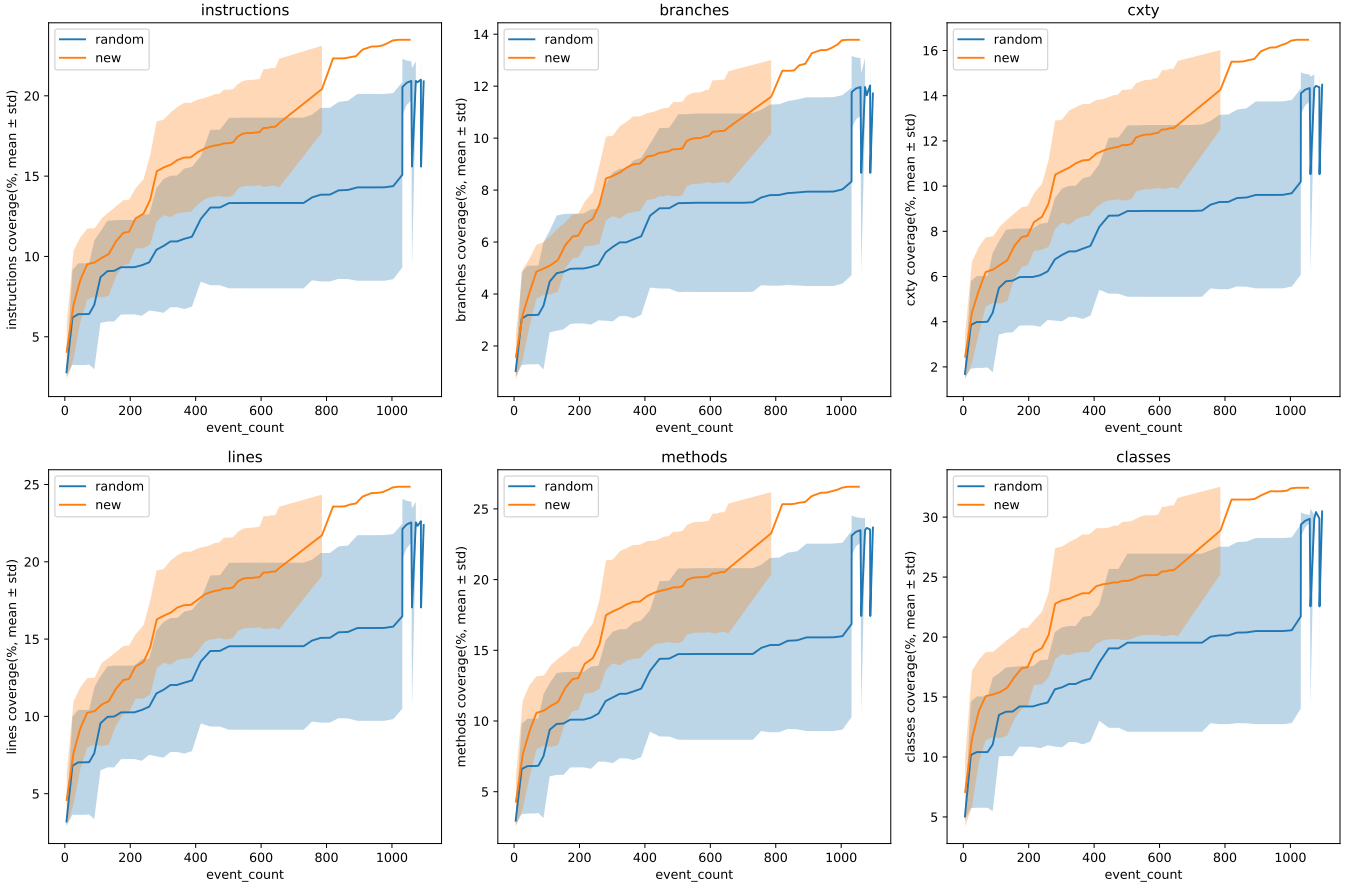 instructions
random
new
20
15
10
5
instructions coverage(%, mean ± std)
0 200 400 600 800 1000
event_count
branches
random
new
14
12
10
8
6
4
2
branches coverage(%, mean ± std)
0 200 400 600 800 1000
event_count
cxty
random
new
16
14
12
10
8
6
4
2
cxty coverage(%, mean ± std)
0 200 400 600 800 1000
event_count
lines
random
new
25
20
15
10
5
lines coverage(%, mean ± std)
0 200 400 600 800 1000
event_count
methods
random
new
25
20
15
10
5
methods coverage(%, mean ± std)
0 200 400 600 800 1000
event_count
classes
random
new
30
25
20
15
10
5
classes coverage(%, mean ± std)
0 200 400 600 800 1000
event_count